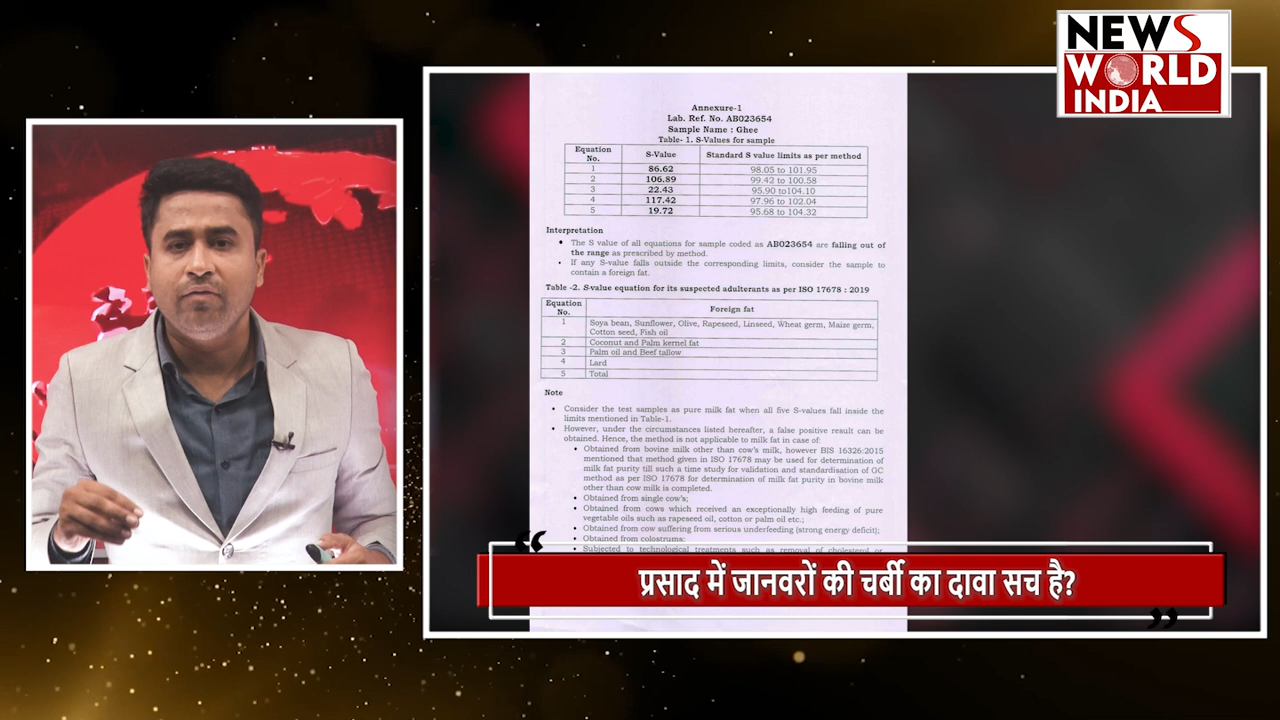 NEWS
WORLD
INDIA
Annexure-1
Lab. Ref. No. AB023654
Sample Name : Ghee
Table- 1. S-Values for sample
Equation No. S-Value Standard S value limits as per method
1 86.62 98.05 to 101.95
2 106.89 99.42 to 100.58
3 22.43 95.90 to104.10
4 117.42 97.96 to 102.04
5 19.72 95.68 to 104.32
Interpretation
• The S value of all equations for sample coded as AB023654 are falling out of
the range as prescribed by method.
• If any S-value falls outside the corresponding limits, consider the sample to
contain a foreign fat.
Table -2. S-value equation for its suspected adulterants as per ISO 17678 : 2019
Equation No. Foreign fat
1 Soya bean, Sunflower, Olive, Rapeseed, Linseed, Wheat germ, Maize germ,
Cotton seed, Fish oil
2 Coconut and Palm kernel fat
3 Palm oil and Beef tallow
4 Lard
5 Total
Note
• Consider the test samples as pure milk fat when all five S-values fall inside the
limits mentioned in Table-1.
• However, under the circumstances listed hereafter, a false positive result can be
obtained. Hence, the method is not applicable to milk fat in case of:
• Obtained from bovine milk other than cow's milk, however BIS 16326:2015
mentioned that method given in ISO 17678 may be used for determination of
milk fat purity till such a time study for validation and standardisation of GC
method as per ISO 17678 for determination of milk fat purity in bovine milk
other than cow milk is completed.
• Obtained from single cow's;
• Obtained from cows which received an exceptionally high feeding of pure
vegetable oils such as rapeseed oil, cotton or palm oil etc.;
• Obtained from cow suffering from serious underfeeding (strong energy deficit);
• Obtained from colostrums;
• Subjected to technological treatments such as removal of cholesterol or
“ प्रसाद में जानवरों की चर्बी का दावा सच है? ”